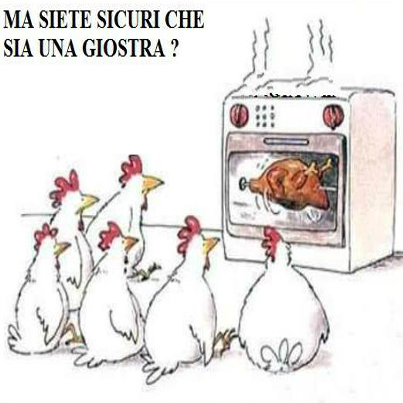 MA SIETE SICURI CHE
SIA UNA GIOSTRA ?